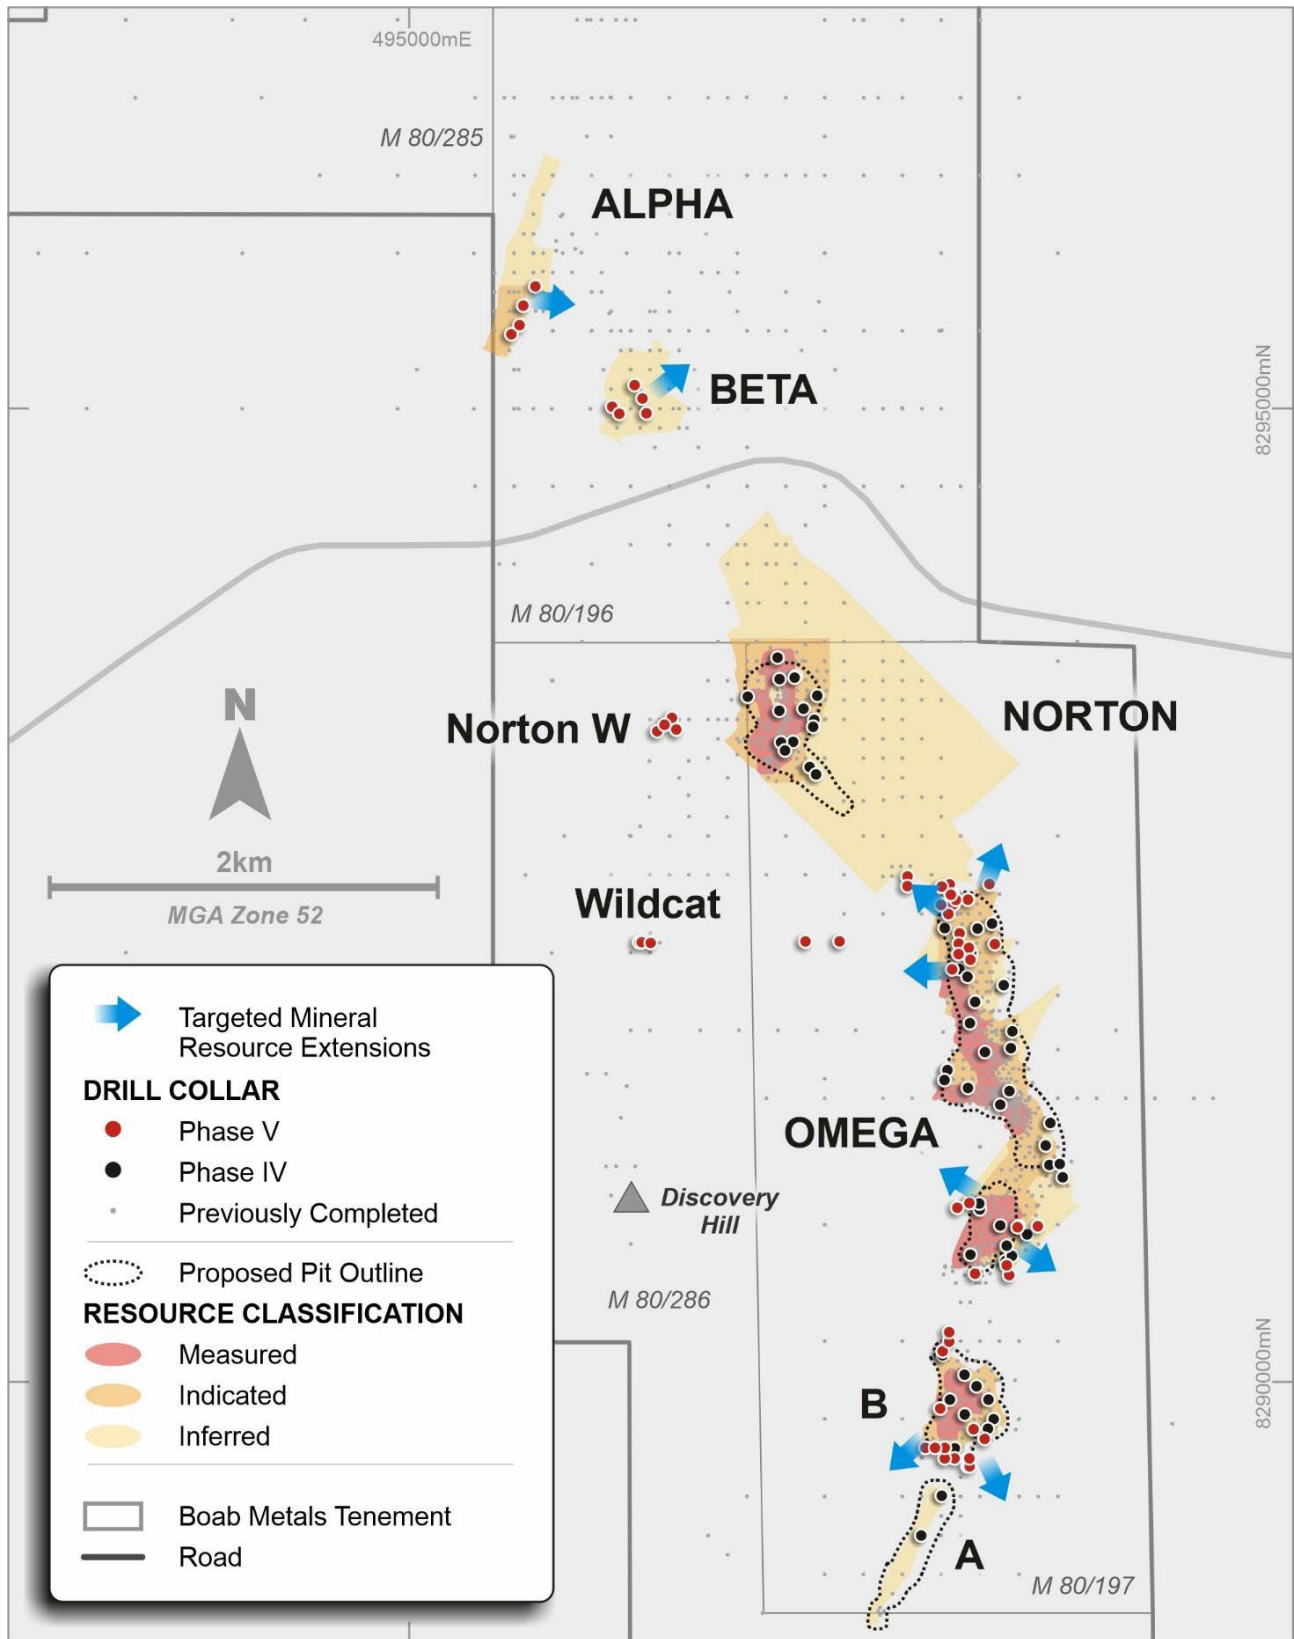 495000mE
M 80/285
ALPHA
BETA
8295000mN
M 80/196
N
Norton W
NORTON
2km
MGA Zone 52
Wildcat
OMEGA
Discovery
Hill
M 80/286
8290000mN
B
A
M 80/197
Targeted Mineral
Resource Extensions
DRILL COLLAR
Phase V
Phase IV
Previously Completed
Proposed Pit Outline
RESOURCE CLASSIFICATION
Measured
Indicated
Inferred
Boab Metals Tenement
Road